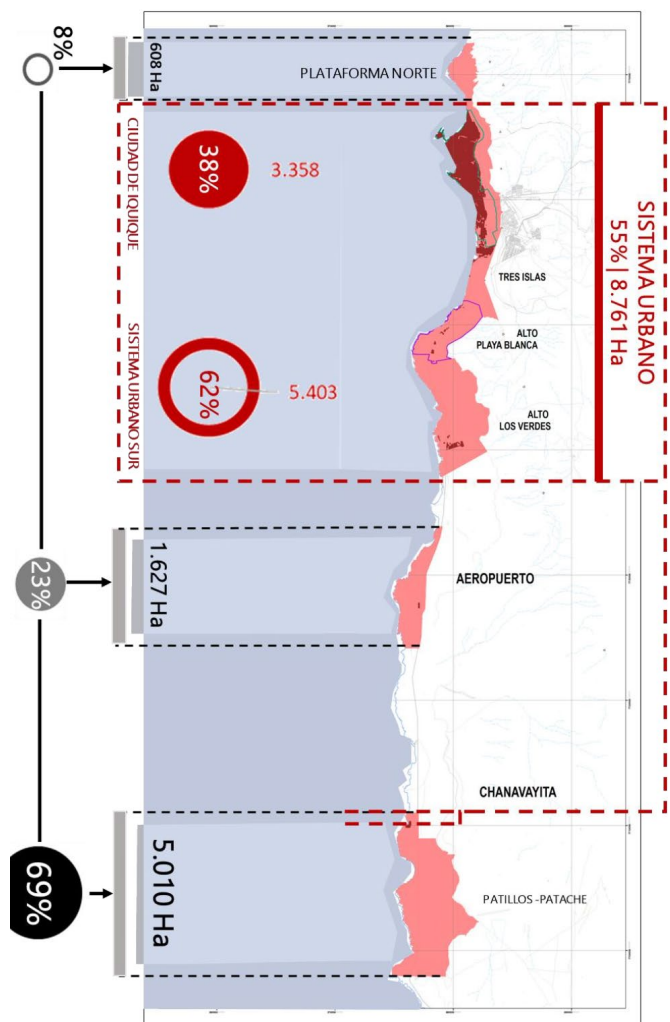 8%
608 Ha
PLATAFORMA NORTE
CIUDAD DE IQUIQUE
38%
3.358
SISTEMA URBANO
55% | 8.761 Ha
TRES ISLAS
ALTO
PLAYA BLANCA
SISTEMA URBANO SUR
62%
5.403
ALTO
LOS VERDES
23%
1.627 Ha
AEROPUERTO
CHANAVAYITA
69%
5.010 Ha
PATILLOS -PATACHE